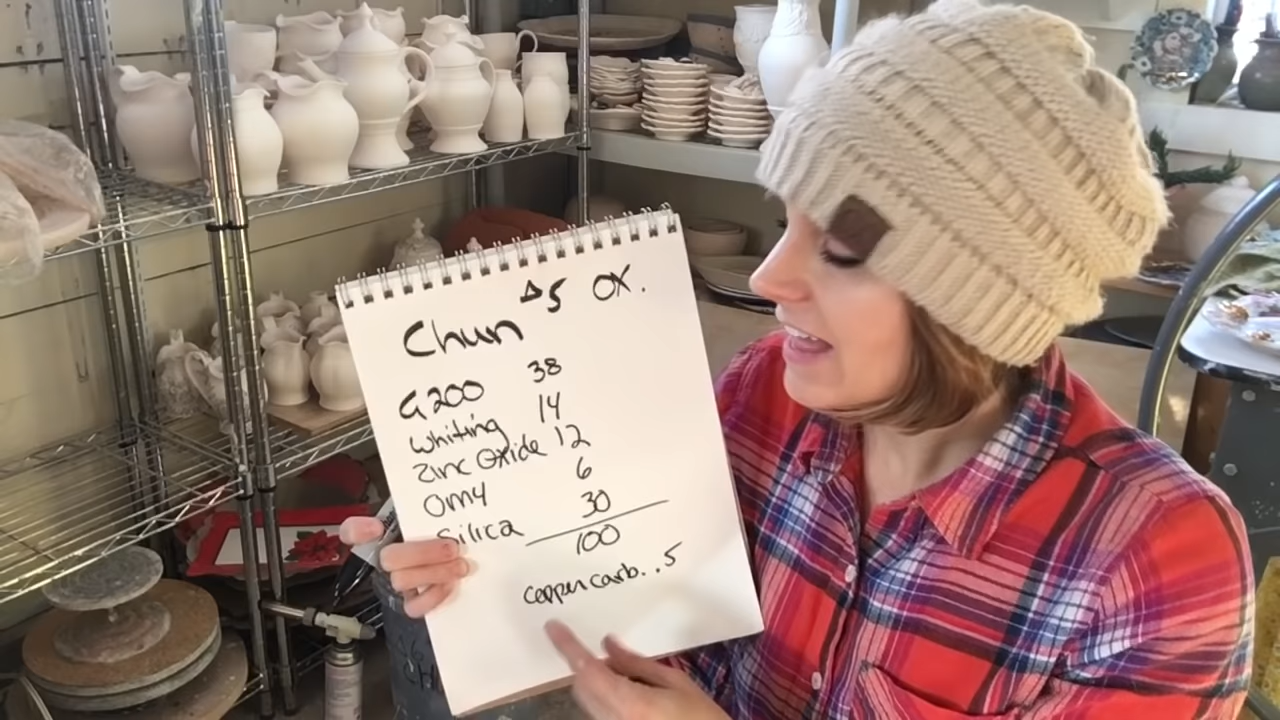 Δ5 OX.
Chun
G200 38
Whiting 14
Zinc Oxide 12
OM4 6
Silica 30
100
copper carb. .5